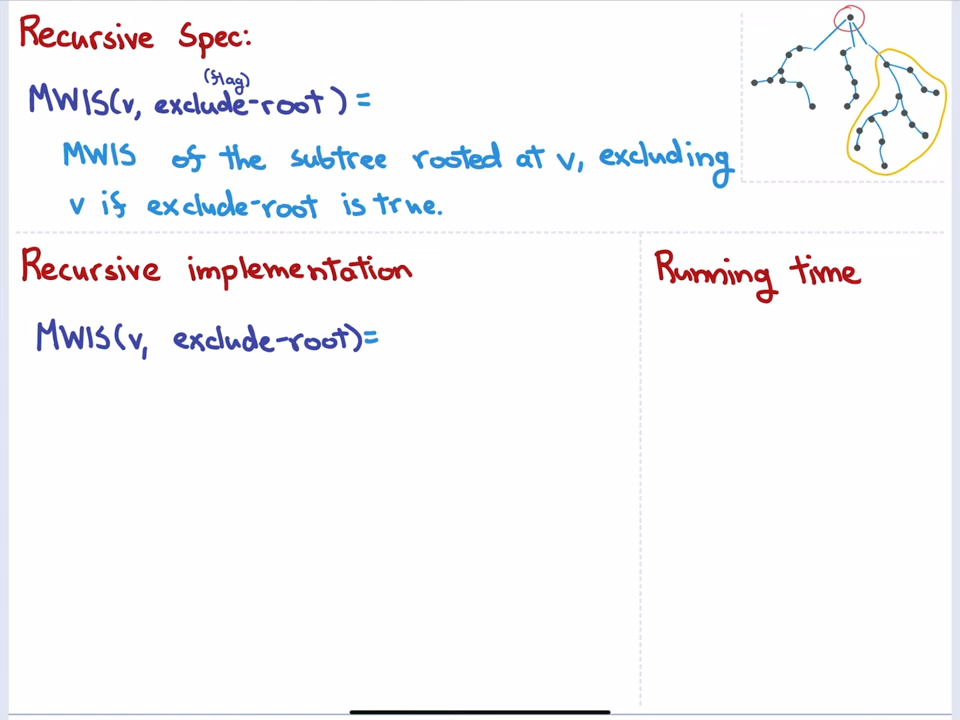 Recursive Spec:
(flag)
MWIS(v, exclude-root) =
MWIS of the subtree rooted at v, excluding
v if exclude-root is true.
Recursive implementation
MWIS(v, exclude-root)=
Running time